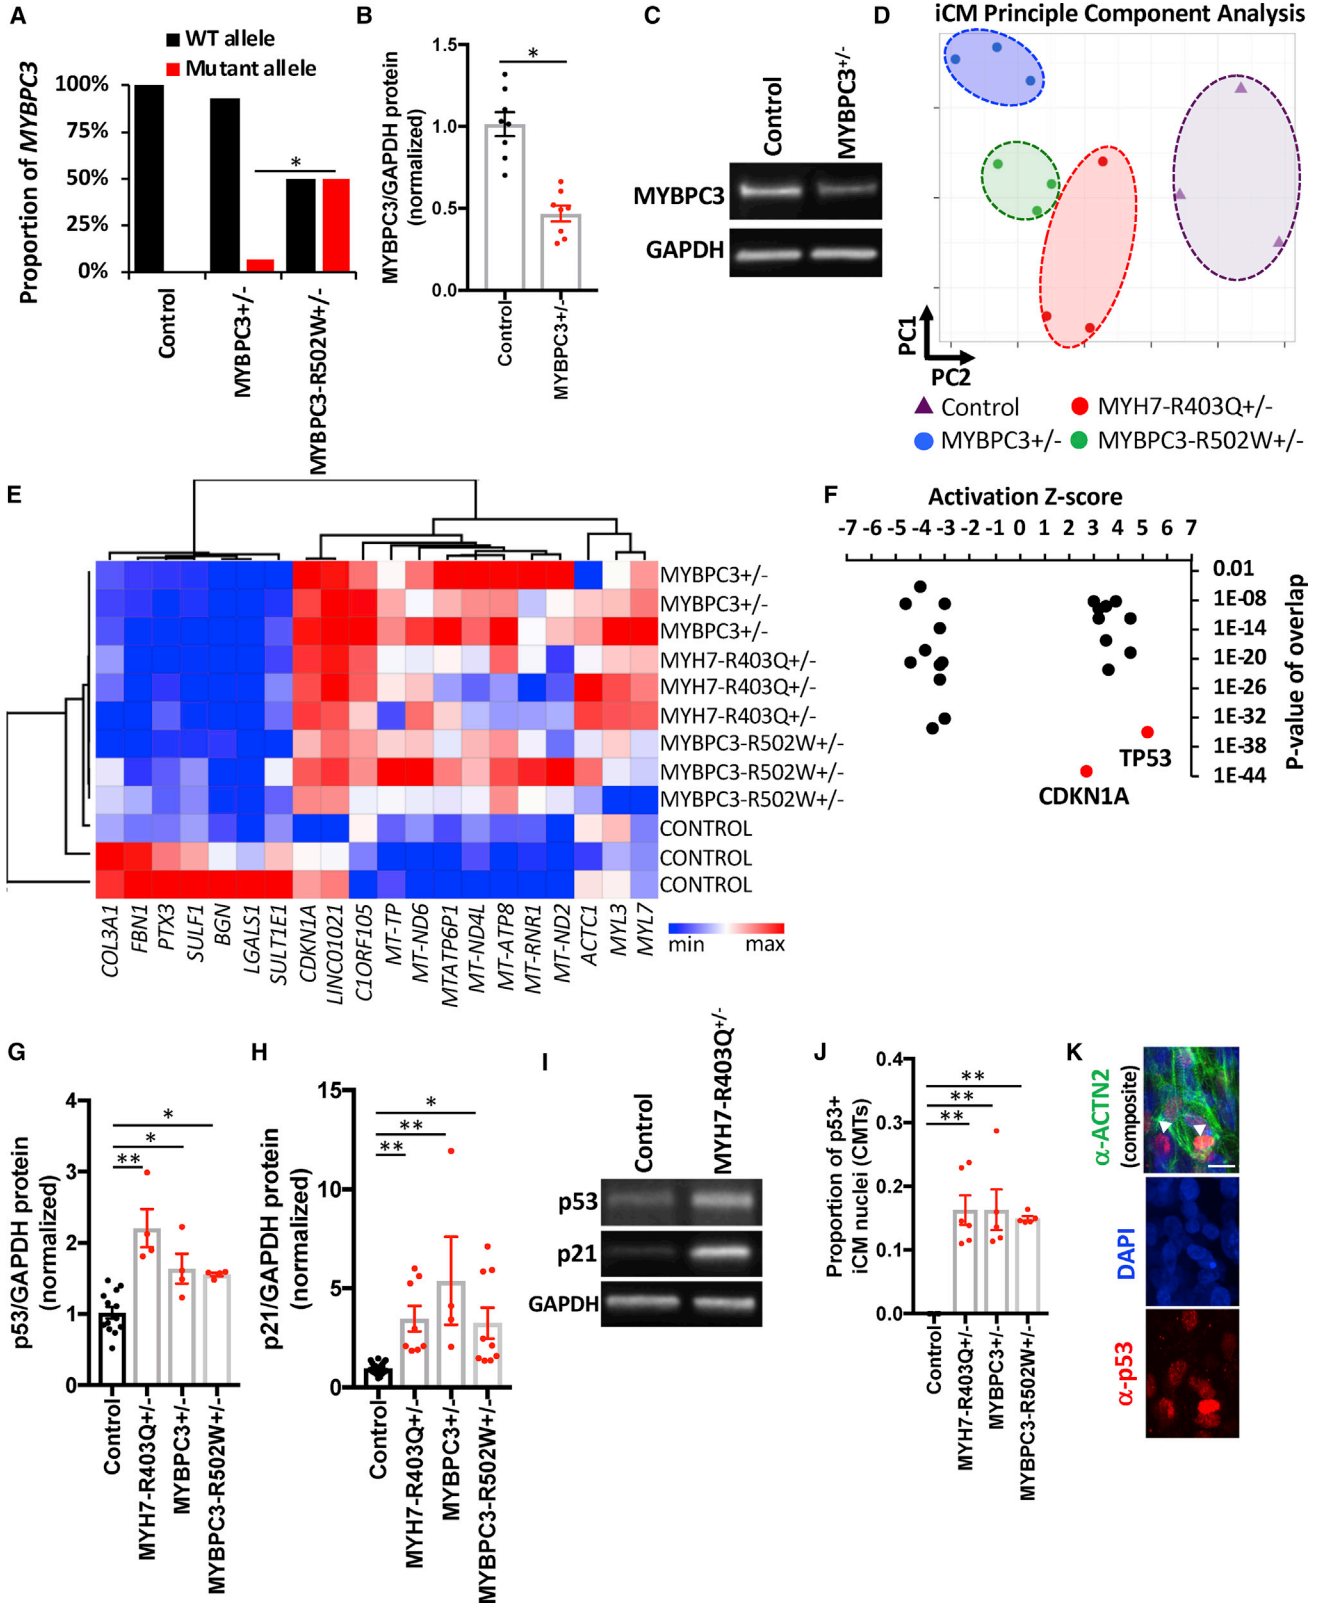 A
WT allele
Mutant allele
Proportion of MYBPC3
100%
75%
50%
25%
0%
*
Control
MYBPC3+/-
MYBPC3-R502W+/-
B
MYBPC3/GAPDH protein
(normalized)
1.5
1.0
0.5
0.0
*
Control
MYBPC3+/-
C
Control
MYBPC3+/-
MYBPC3
GAPDH
D
iCM Principle Component Analysis
PC1
PC2
Control
MYH7-R403Q+/-
MYBPC3+/-
MYBPC3-R502W+/-
E
MYBPC3+/-
MYBPC3+/-
MYBPC3+/-
MYH7-R403Q+/-
MYH7-R403Q+/-
MYH7-R403Q+/-
MYBPC3-R502W+/-
MYBPC3-R502W+/-
MYBPC3-R502W+/-
CONTROL
CONTROL
CONTROL
COL3A1
FBN1
PTX3
SULF1
BGN
LGALS1
SULT1E1
CDKN1A
LINC01021
C1ORF105
MT-TP
MT-ND6
MTATP6P1
MT-ND4L
MT-ATP8
MT-RNR1
MT-ND2
ACTC1
MYL3
MYL7
min
max
F
Activation Z-score
-7 -6 -5 -4 -3 -2 -1 0 1 2 3 4 5 6 7
0.01
1E-08
1E-14
1E-20
1E-26
1E-32
1E-38
1E-44
P-value of overlap
TP53
CDKN1A
G
p53/GAPDH protein
(normalized)
4
3
2
1
0
*
*
**
Control
MYH7-R403Q+/-
MYBPC3+/-
MYBPC3-R502W+/-
H
p21/GAPDH protein
(normalized)
15
10
5
0
*
**
**
Control
MYH7-R403Q+/-
MYBPC3+/-
MYBPC3-R502W+/-
I
Control
MYH7-R403Q+/-
p53
p21
GAPDH
J
Proportion of p53+
iCM nuclei (CMTs)
0.4
0.3
0.2
0.1
0.0
**
**
**
Control
MYH7-R403Q+/-
MYBPC3+/-
MYBPC3-R502W+/-
K
α-ACTN2
(composite)
DAPI
α-p53